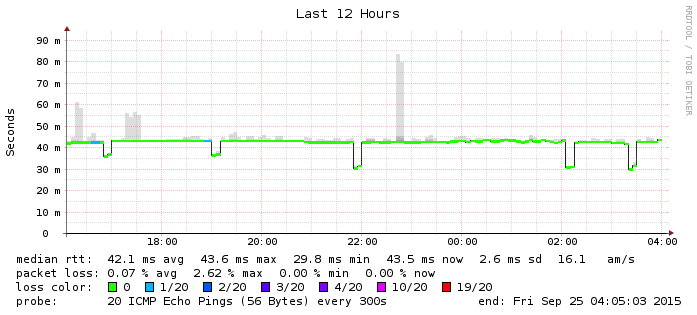 Last 12 Hours
RRDTOOL / TOBI OETIKER
Seconds
90 m
80 m
70 m
60 m
50 m
40 m
30 m
20 m
10 m
0
18:00 20:00 22:00 00:00 02:00 04:00
median rtt: 42.1 ms avg 43.6 ms max 29.8 ms min 43.5 ms now 2.6 ms sd 16.1 am/s
packet loss: 0.07 % avg 2.62 % max 0.00 % min 0.00 % now
loss color: 0 1/20 2/20 3/20 4/20 10/20 19/20
probe: 20 ICMP Echo Pings (56 Bytes) every 300s end: Fri Sep 25 04:05:03 2015